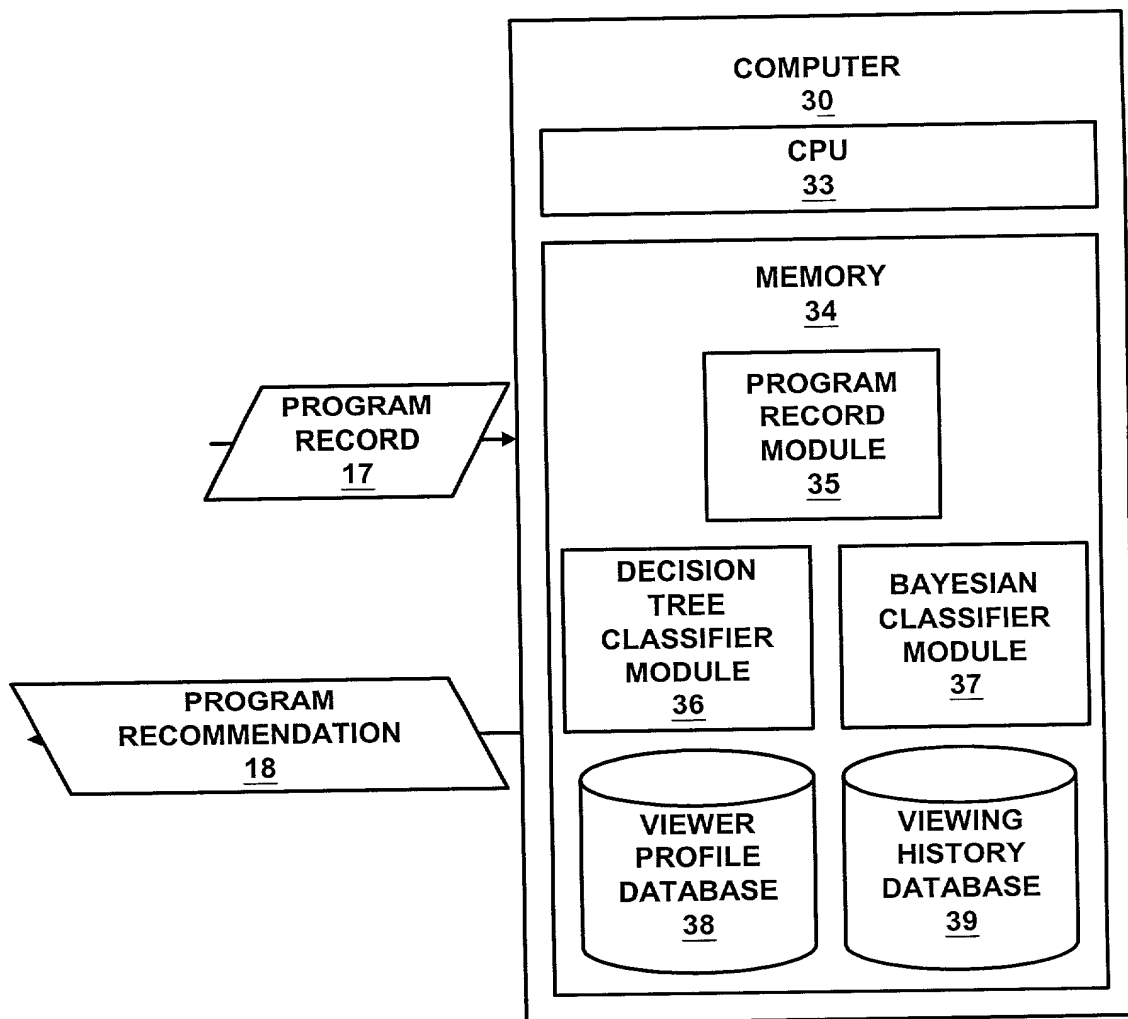 COMPUTER
30
CPU
33
MEMORY
34
PROGRAM
RECORD
MODULE
35
PROGRAM
RECORD
17
DECISION
TREE
CLASSIFIER
MODULE
36
BAYESIAN
CLASSIFIER
MODULE
37
PROGRAM
RECOMMENDATION
18
VIEWER
PROFILE
DATABASE
38
VIEWING
HISTORY
DATABASE
39